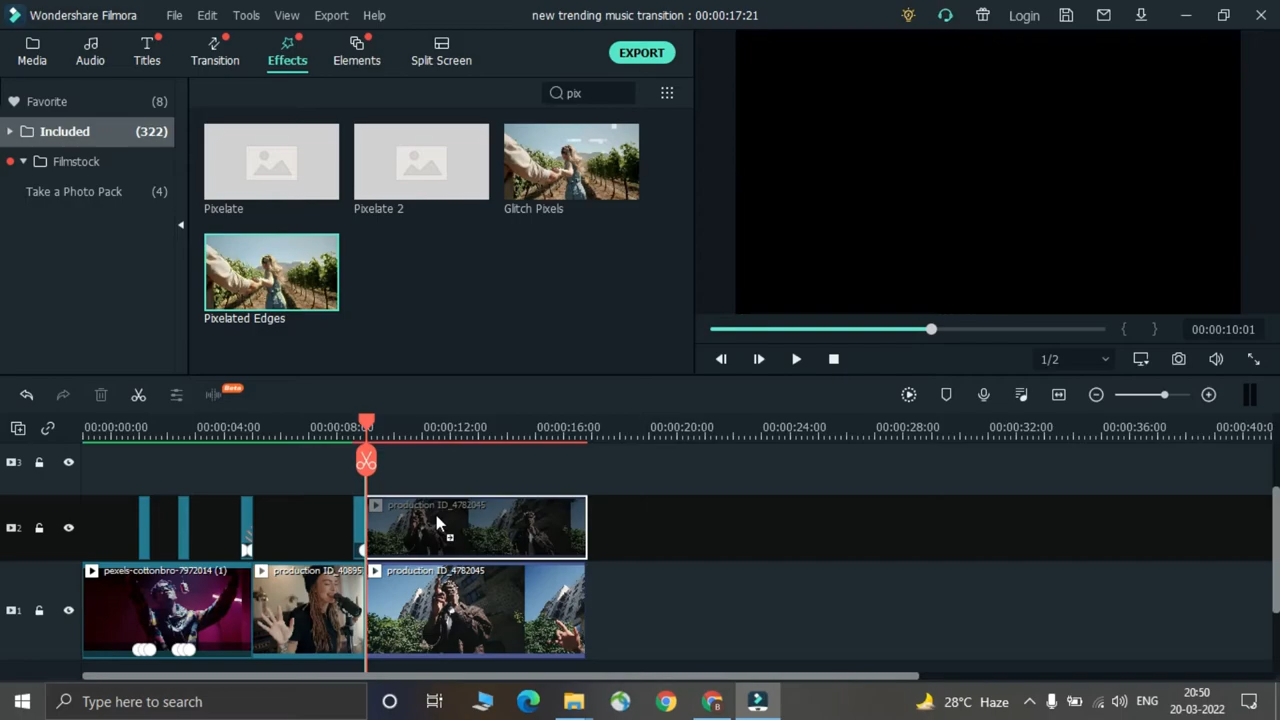 Wondershare Filmora
File
Edit
Tools
View
Export
Help
new trending music transition : 00:00:17:21
Login
Media
Audio
Titles
Transition
Effects
Elements
Split Screen
EXPORT
Favorite (8)
Included (322)
Filmstock
Take a Photo Pack (4)
pix
Pixelate
Pixelate 2
Glitch Pixels
Pixelated Edges
00:00:10:01
1/2
Beta
00:00:00:00
00:00:04:00
00:00:08:
00:00:12:00
00:00:16:00
00:00:20:00
00:00:24:00
00:00:28:00
00:00:32:00
00:00:36:00
00:00:40:0
3
2
production ID_4782045
1
pexels-cottonbro-7972014 (1)
production ID_40895
production ID_4782045
Type here to search
28°C Haze
ENG
20:50
20-03-2022